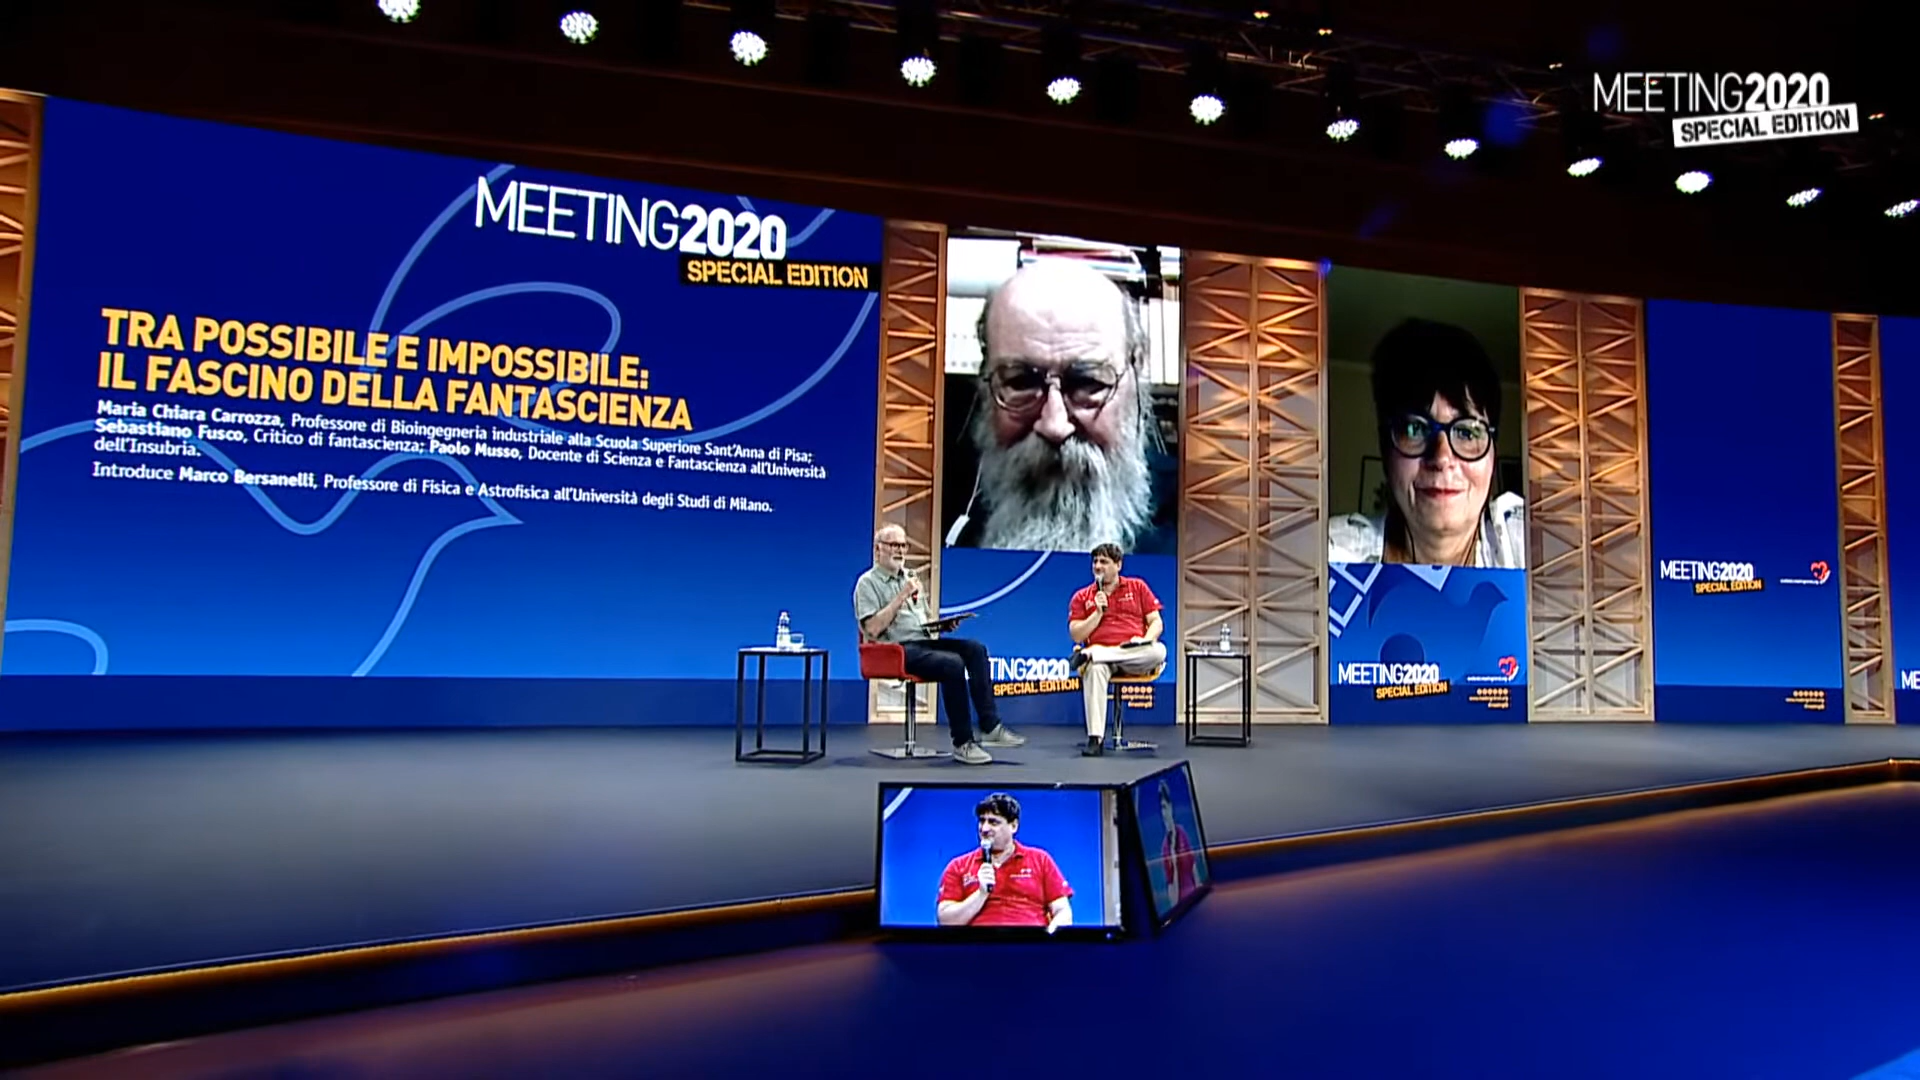 MEETING2020
SPECIAL EDITION
MEETING2020
SPECIAL EDITION
TRA POSSIBILE E IMPOSSIBILE:
IL FASCINO DELLA FANTASCIENZA
Maria Chiara Carrozza, Professore di Bioingegneria industriale alla Scuola Superiore Sant'Anna di Pisa;
Sebastiano Fusco, Critico di fantascienza; Paolo Musso, Docente di Scienza e Fantascienza all'Università
dell'Insubria.
Introduce Marco Bersanelli, Professore di Fisica e Astrofisica all'Università degli Studi di Milano.
MEETING2020
SPECIAL EDITION
TING2020
SPECIAL EDITION
MEETING2020
SPECIAL EDITION
ME